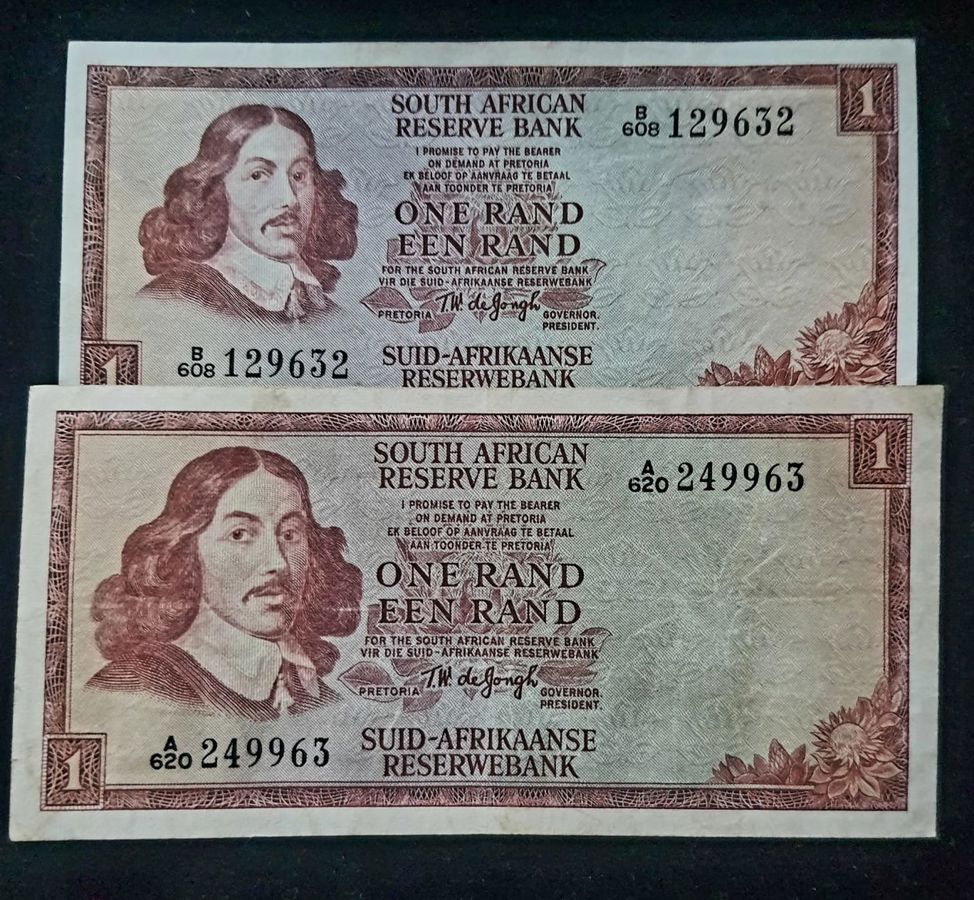 1
SOUTH AFRICAN
RESERVE BANK
B
608 129632
I PROMISE TO PAY THE BEARER
ON DEMAND AT PRETORIA
EK BELOOF OP AANVRAAG TE BETAAL
AAN TOONDER TE PRETORIA
ONE RAND
EEN RAND
FOR THE SOUTH AFRICAN RESERVE BANK
VIR DIE SUID-AFRIKAANSE RESERWEBANK
T.W. de Jongh
PRETORIA
GOVERNOR.
PRESIDENT.
1
B
608 129632
SUID-AFRIKAANSE
RESERWEBANK
1
SOUTH AFRICAN
RESERVE BANK
A
620 249963
I PROMISE TO PAY THE BEARER
ON DEMAND AT PRETORIA
EK BELOOF OP AANVRAAG TE BETAAL
AAN TOONDER TE PRETORIA
ONE RAND
EEN RAND
FOR THE SOUTH AFRICAN RESERVE BANK
VIR DIE SUID-AFRIKAANSE RESERWEBANK
T.W. de Jongh
PRETORIA
GOVERNOR.
PRESIDENT.
1
A
620 249963
SUID-AFRIKAANSE
RESERWEBANK